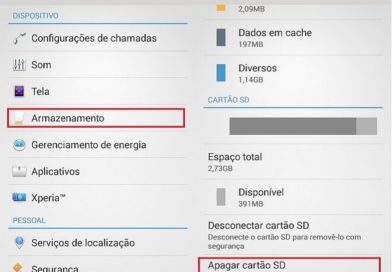 DISPOSITIVO
Configurações de chamadas
Som
Tela
Armazenamento
Gerenciamento de energia
Aplicativos
Xperia™
PESSOAL
Serviços de localização
Segurança
2,09MB
Dados em cache
197MB
Diversos
1,14GB
CARTÃO SD
Espaço total
2,73GB
Disponível
391MB
Desconectar cartão SD
Desconecte o cartão SD para removê-lo com
segurança
Apagar cartão SD